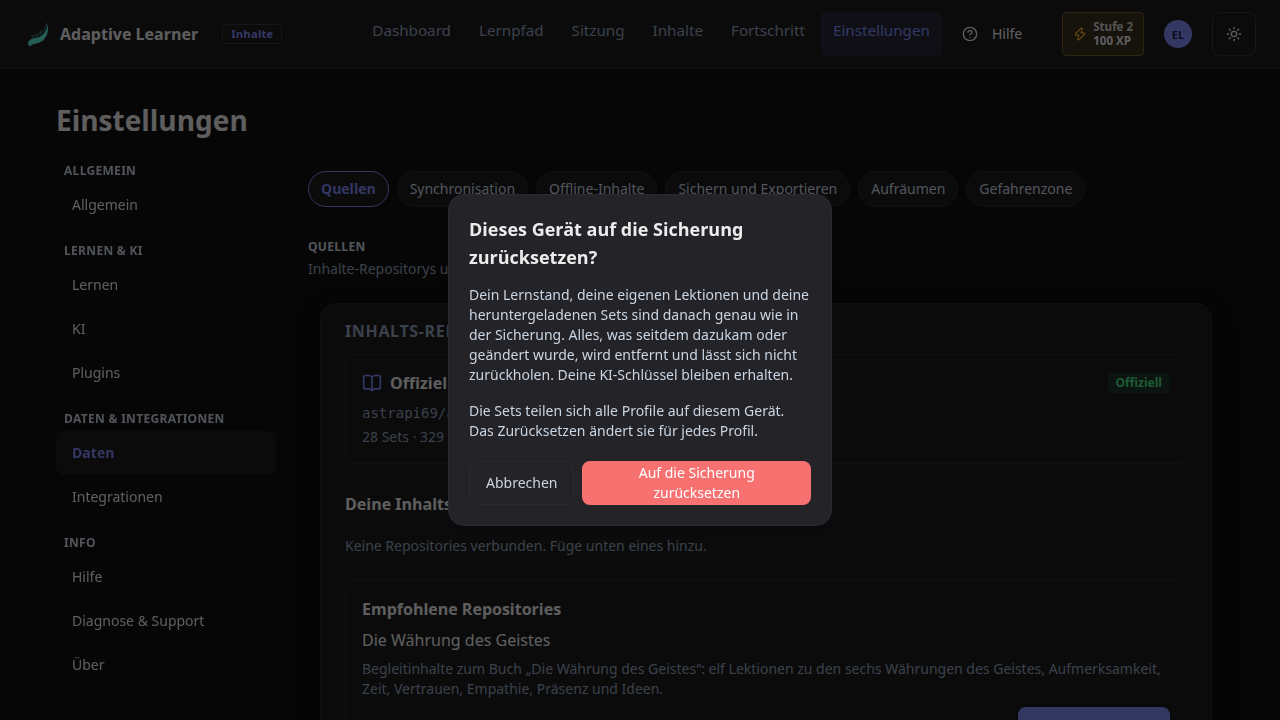 Adaptive Learner
Inhalte
Dashboard
Lernpfad
Sitzung
Inhalte
Fortschritt
Einstellungen
Hilfe
Stufe 2
100 XP
EL
Einstellungen
ALLGEMEIN
Allgemein
LERNEN & KI
Lernen
KI
Plugins
DATEN & INTEGRATIONEN
Daten
Integrationen
INFO
Hilfe
Diagnose & Support
Über
Quellen
Synchronisation
Offline-Inhalte
Sichern und Exportieren
Aufräumen
Gefahrenzone
QUELLEN
Inhalte-Repositorys
Dieses Gerät auf die Sicherung
zurücksetzen?
Dein Lernstand, deine eigenen Lektionen und deine
heruntergeladenen Sets sind danach genau wie in
der Sicherung. Alles, was seitdem dazukam oder
geändert wurde, wird entfernt und lässt sich nicht
zurückholen. Deine KI-Schlüssel bleiben erhalten.
Die Sets teilen sich alle Profile auf diesem Gerät.
Das Zurücksetzen ändert sie für jedes Profil.
Abbrechen
Auf die Sicherung
zurücksetzen
Offiziell
astrapi69/
28 Sets · 329
Deine
Keine Repositories verbunden. Füge unten eines hinzu.
Empfohlene Repositories
Die Währung des Geistes
Begleitinhalte zum Buch „Die Währung des Geistes“: elf Lektionen zu den sechs Währungen des Geistes, Aufmerksamkeit,
Zeit, Vertrauen, Empathie, Präsenz und Ideen.